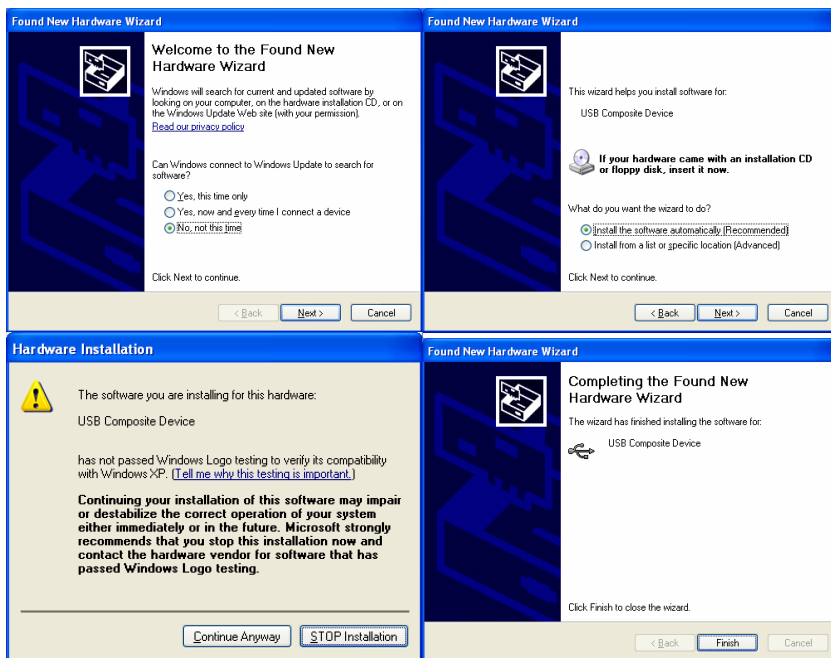 Found New Hardware Wizard
Welcome to the Found New
Hardware Wizard
Windows will search for current and updated software by
looking on your computer, on the hardware installation CD, or on
the Windows Update Web site (with your permission).
Read our privacy policy
Can Windows connect to Windows Update to search for
software?
Yes, this time only
Yes, now and every time I connect a device
No, not this time
Click Next to continue.
< Back
Next >
Cancel
Found New Hardware Wizard
This wizard helps you install software for:
USB Composite Device
If your hardware came with an installation CD
or floppy disk, insert it now.
What do you want the wizard to do?
Install the software automatically (Recommended)
Install from a list or specific location (Advanced)
Click Next to continue.
< Back
Next >
Cancel
Hardware Installation
The software you are installing for this hardware:
USB Composite Device
has not passed Windows Logo testing to verify its compatibility
with Windows XP. (Tell me why this testing is important.)
Continuing your installation of this software may impair
or destabilize the correct operation of your system
either immediately or in the future. Microsoft strongly
recommends that you stop this installation now and
contact the hardware vendor for software that has
passed Windows Logo testing.
Continue Anyway
STOP Installation
Found New Hardware Wizard
Completing the Found New
Hardware Wizard
The wizard has finished installing the software for:
USB Composite Device
Click Finish to close the wizard.
< Back
Finish
Cancel